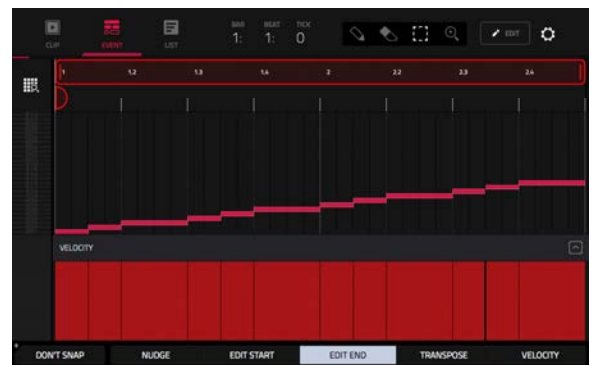 BAR BEAT TICK
1: 1: 0
EDIT
CLIP EVENT LIST
1 1.2 1.3 1.4 2 2.2 2.3 2.4
VELOCITY
DON'T SNAP NUDGE EDIT START EDIT END TRANSPOSE VELOCITY